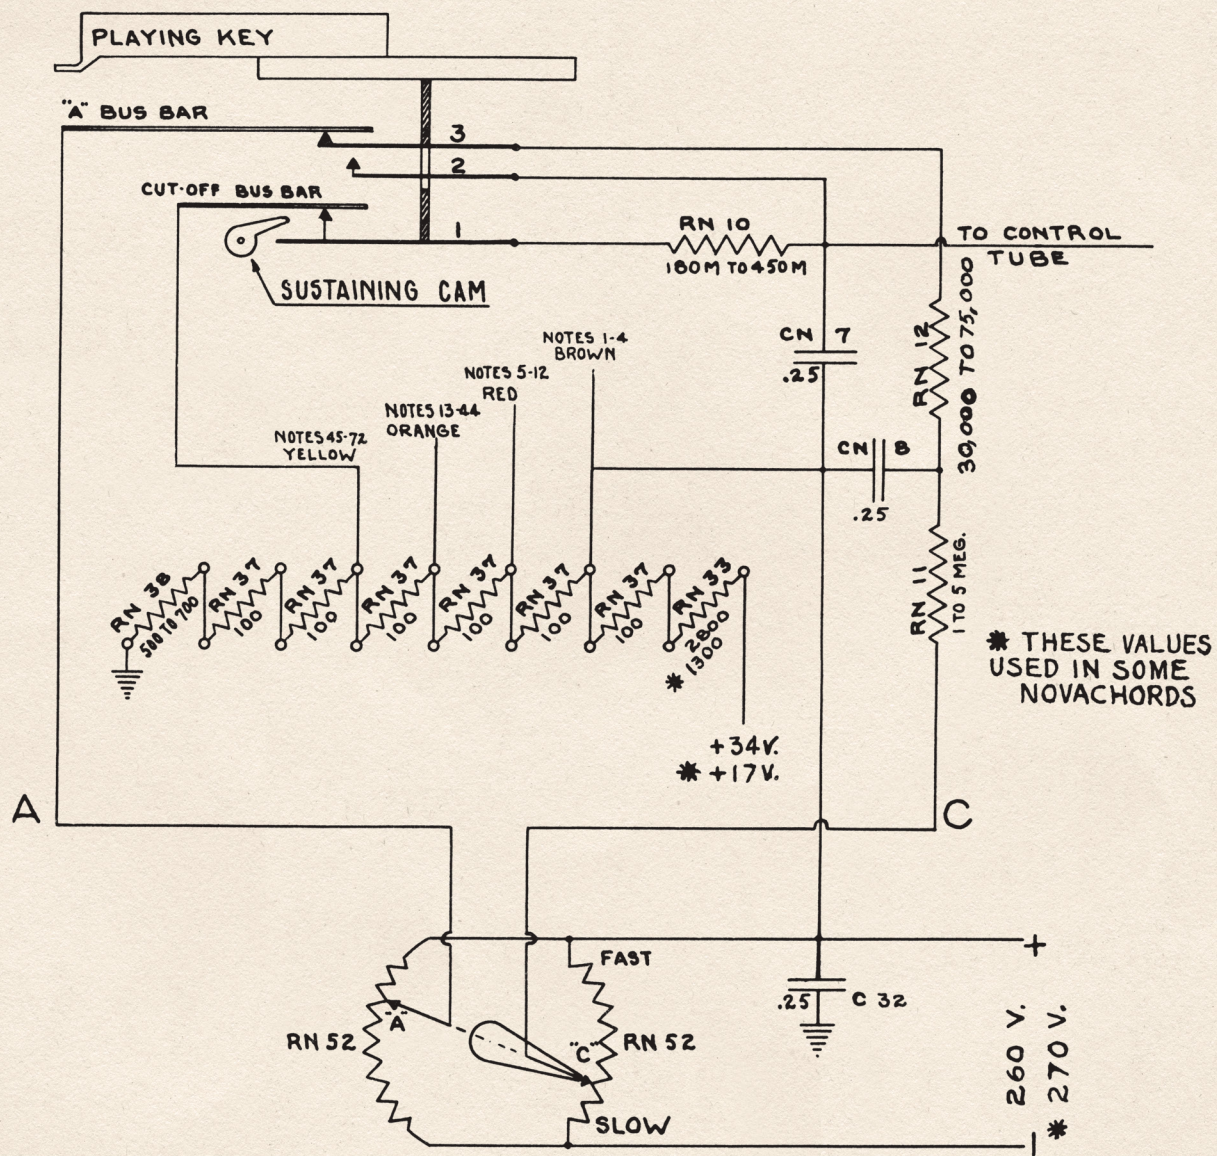 PLAYING KEY
"A" BUS BAR
3
2
CUT-OFF BUS BAR
1
RN 10
180M TO 450M
TO CONTROL
TUBE
SUSTAINING CAM
CN 7
.25
RN 12
30,000 TO 75,000
NOTES 1-4
BROWN
NOTES 5-12
RED
NOTES 13-44
ORANGE
NOTES 45-72
YELLOW
CN 8
.25
RN 38
500 TO 700
RN 37
100
RN 37
100
RN 37
100
RN 37
100
RN 37
100
RN 37
100
RN 33
2800
* 1300
RN 11
1 TO 5 MEG.
* THESE VALUES
USED IN SOME
NOVACHORDS
+34V.
* +17V.
A
C
+
FAST
.25 C 32
"A"
RN 52
"C"
RN 52
SLOW
260 V.
* 270 V.